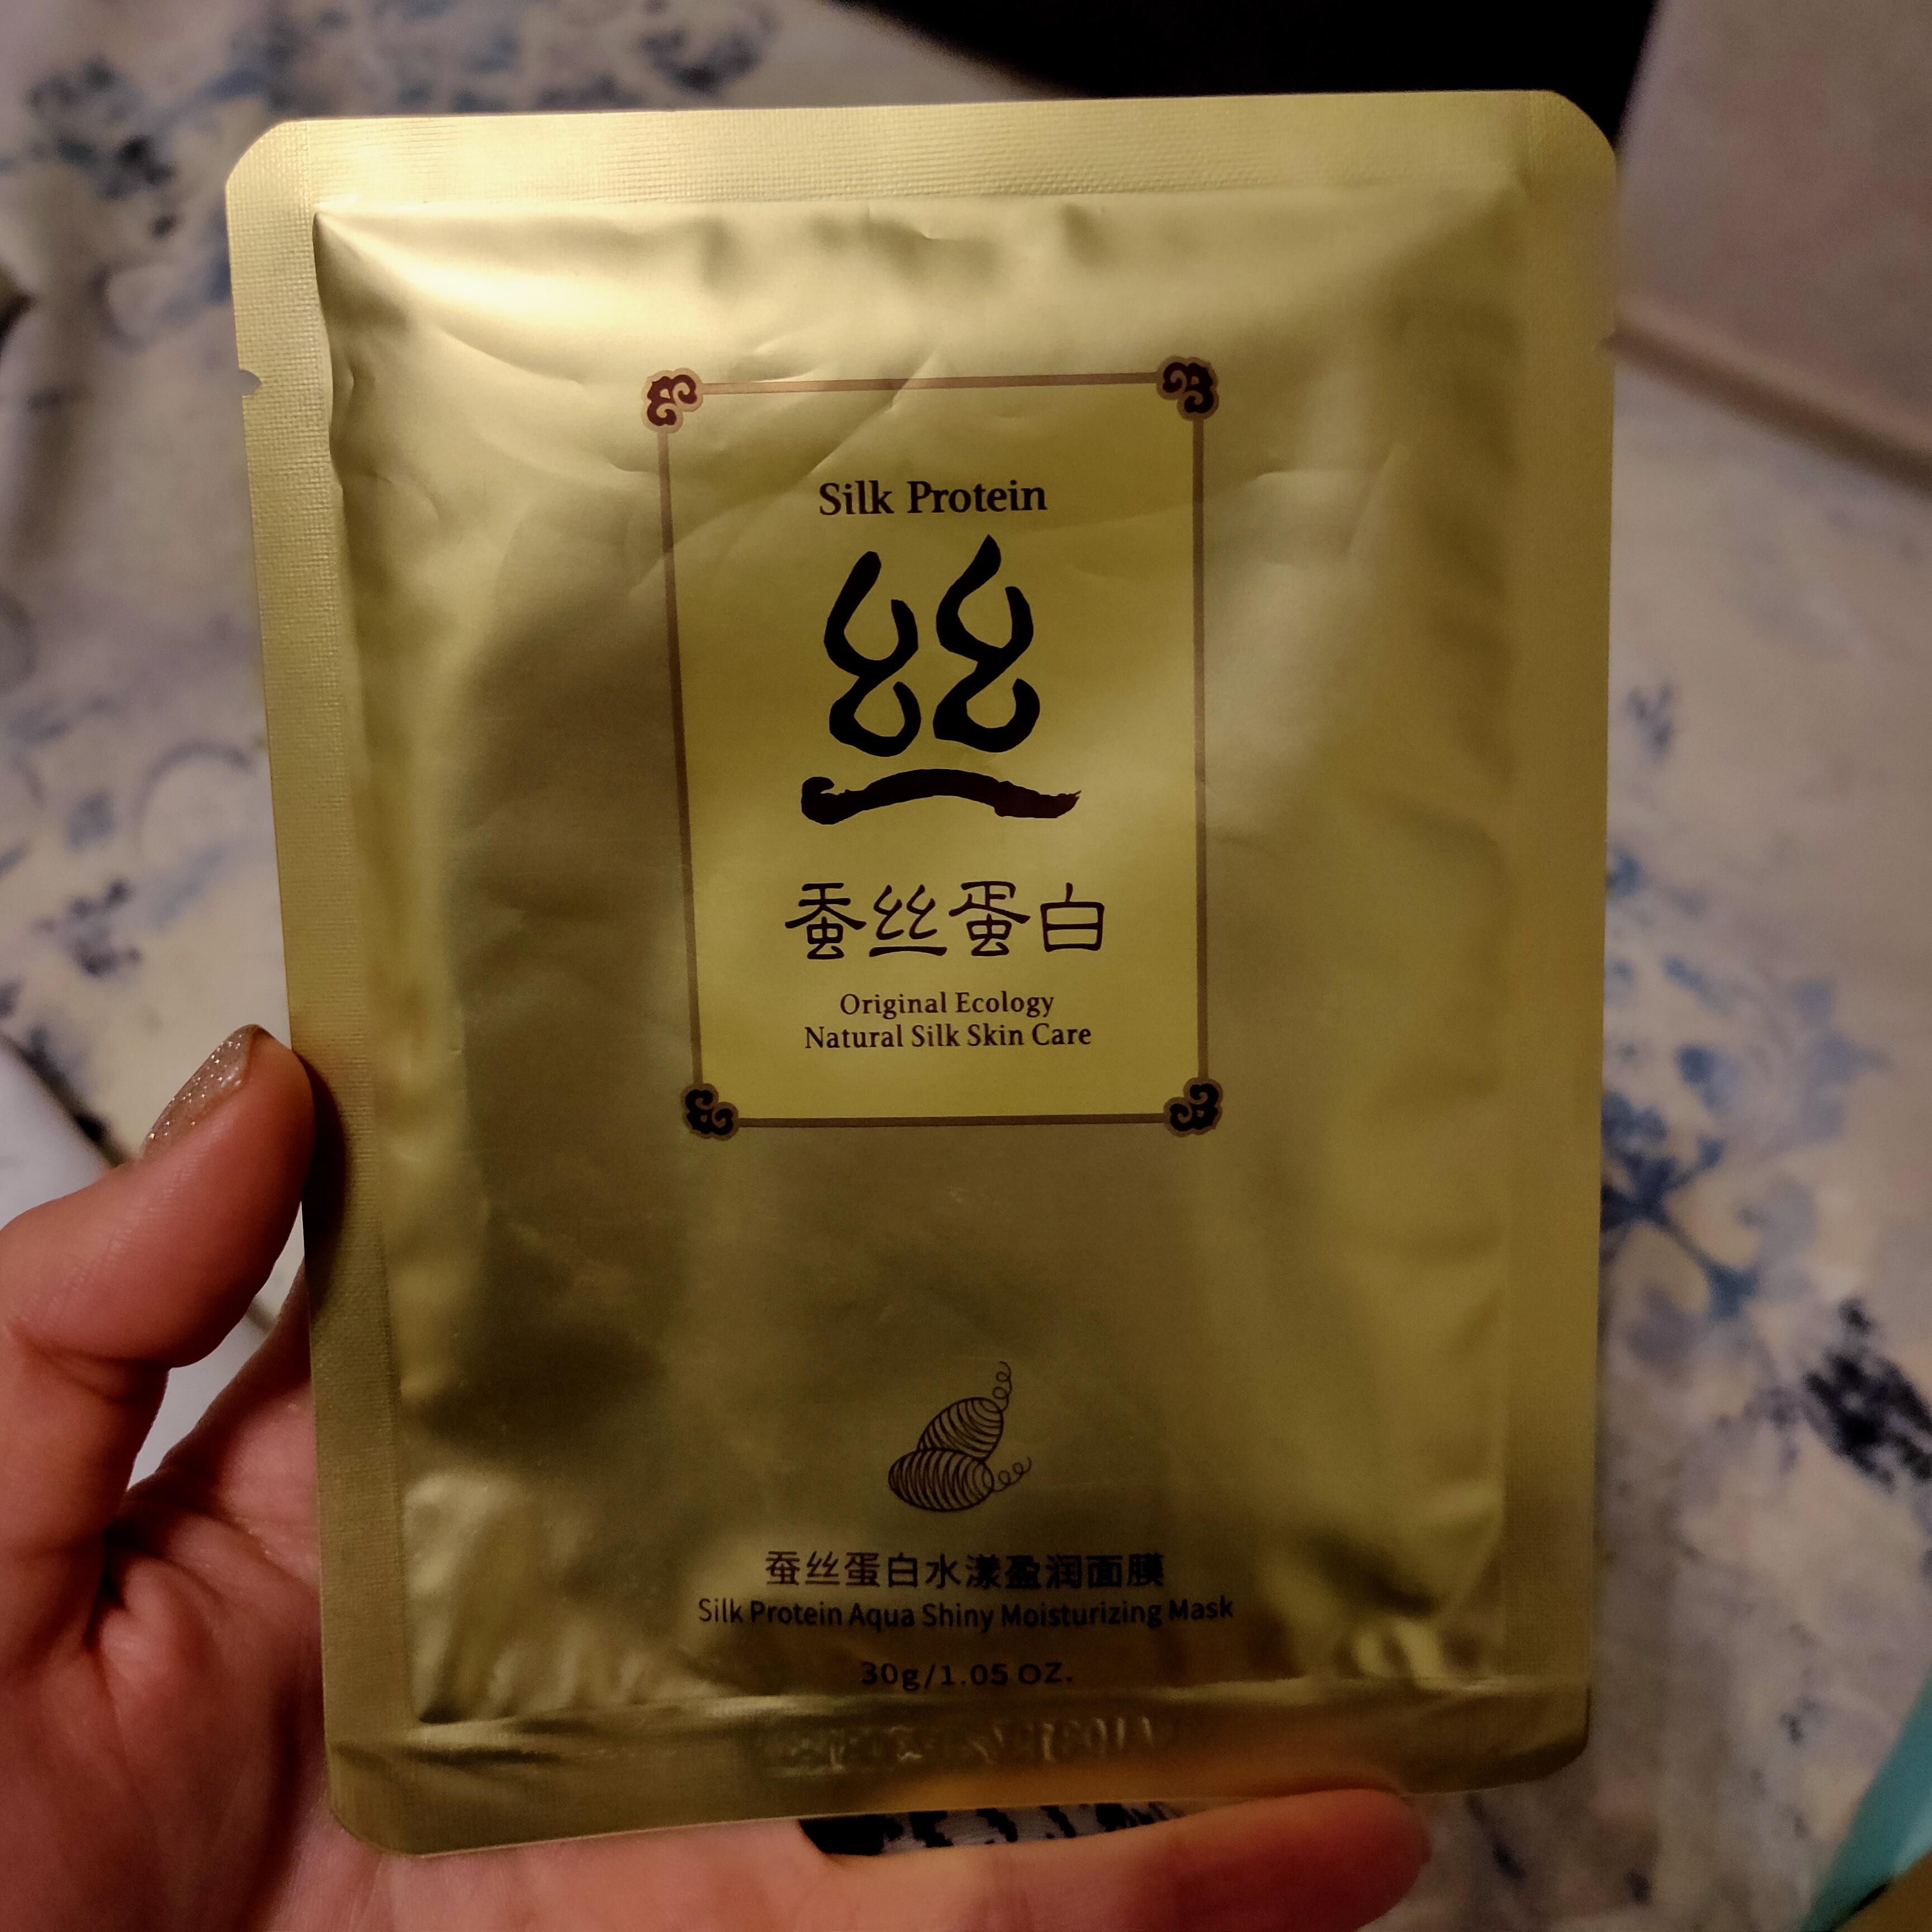 Silk Protein
丝
蚕丝蛋白
Original Ecology
Natural Silk Skin Care
蚕丝蛋白水漾盈润面膜
Silk Protein Aqua Shiny Moisturizing Mask
30g/1.05 OZ.